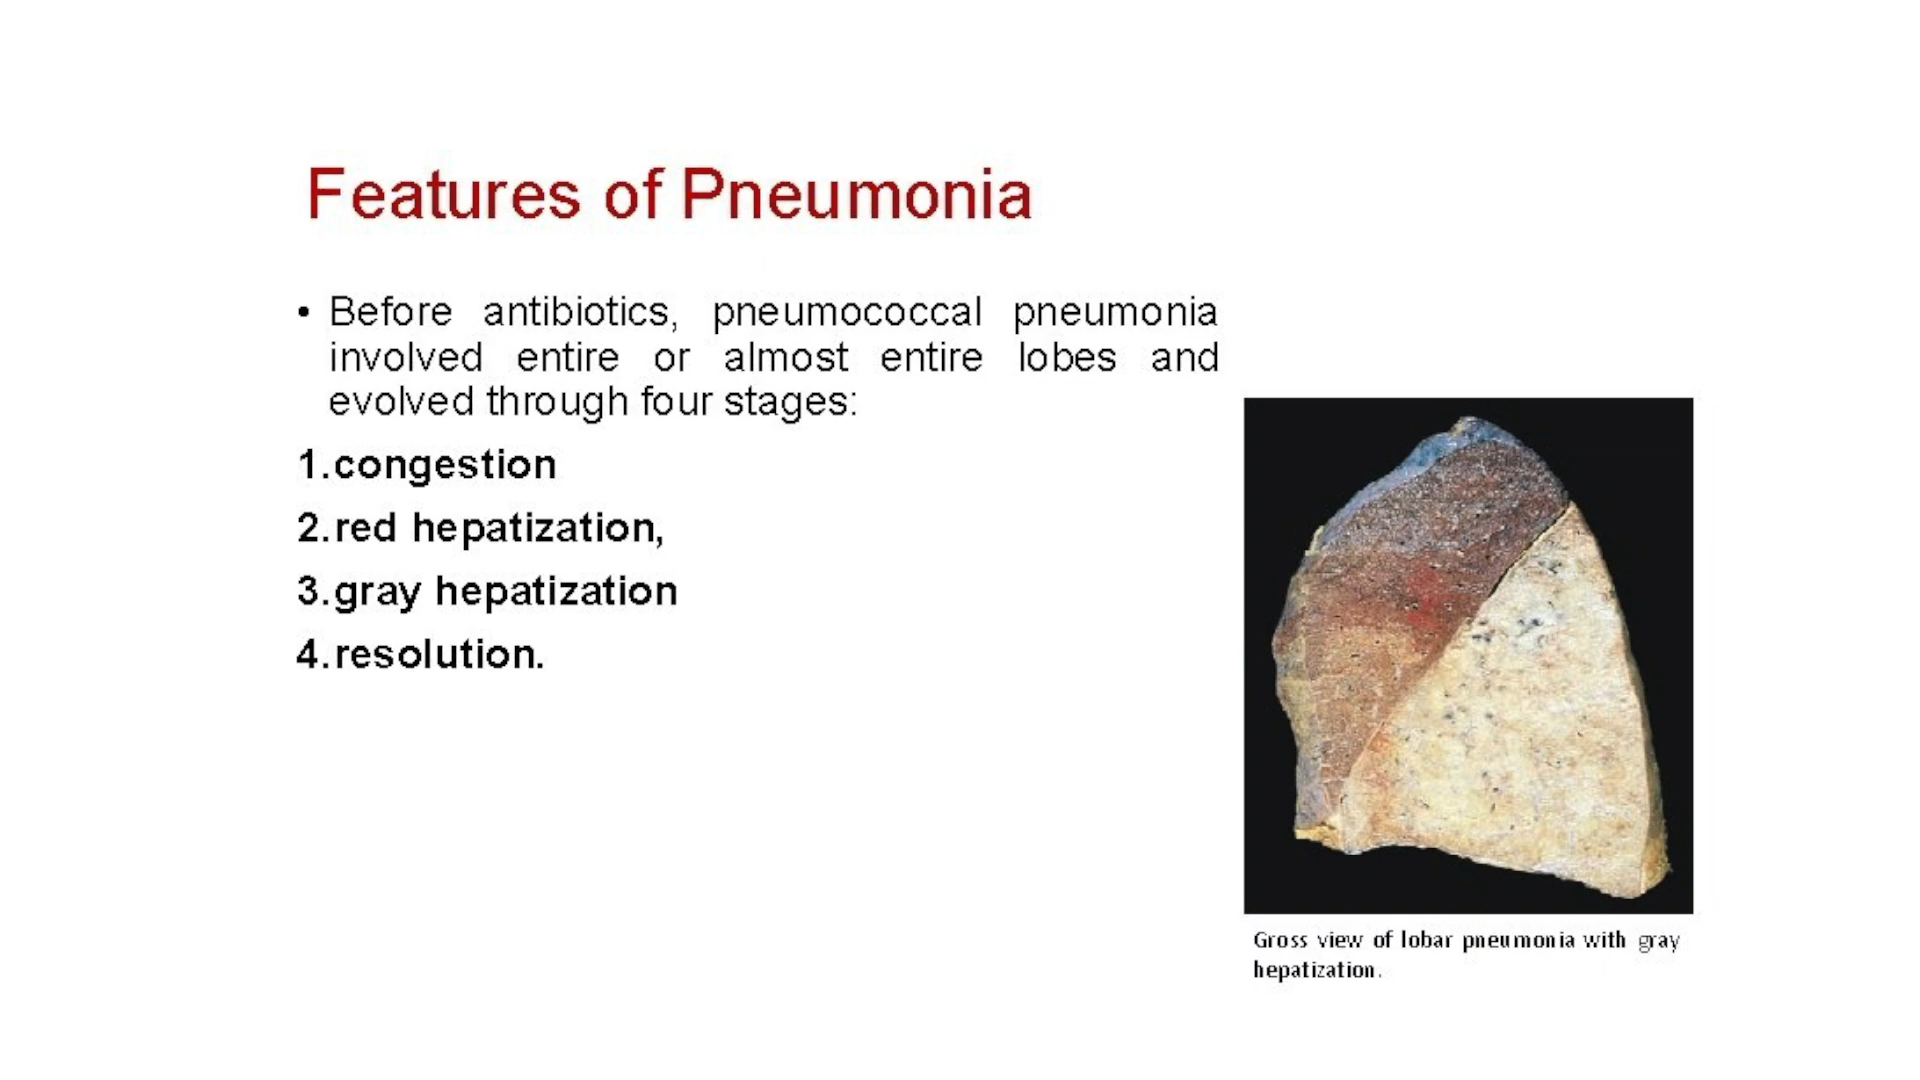 Features of Pneumonia
• Before antibiotics, pneumococcal pneumonia
involved entire or almost entire lobes and
evolved through four stages:
1.congestion
2.red hepatization,
3.gray hepatization
4.resolution.
Gross view of lobar pneumonia with gray
hepatization.